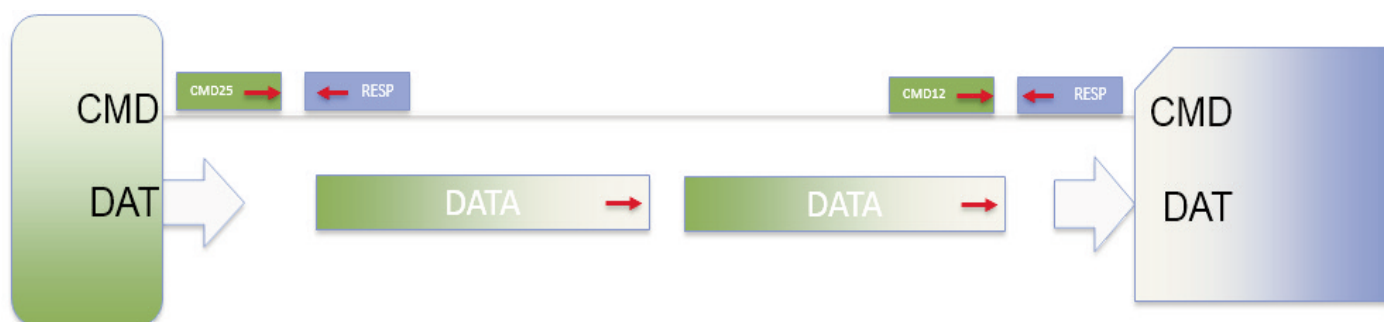 CMD25
RESP
CMD12
RESP
CMD
CMD
DAT
DATA
DATA
DAT